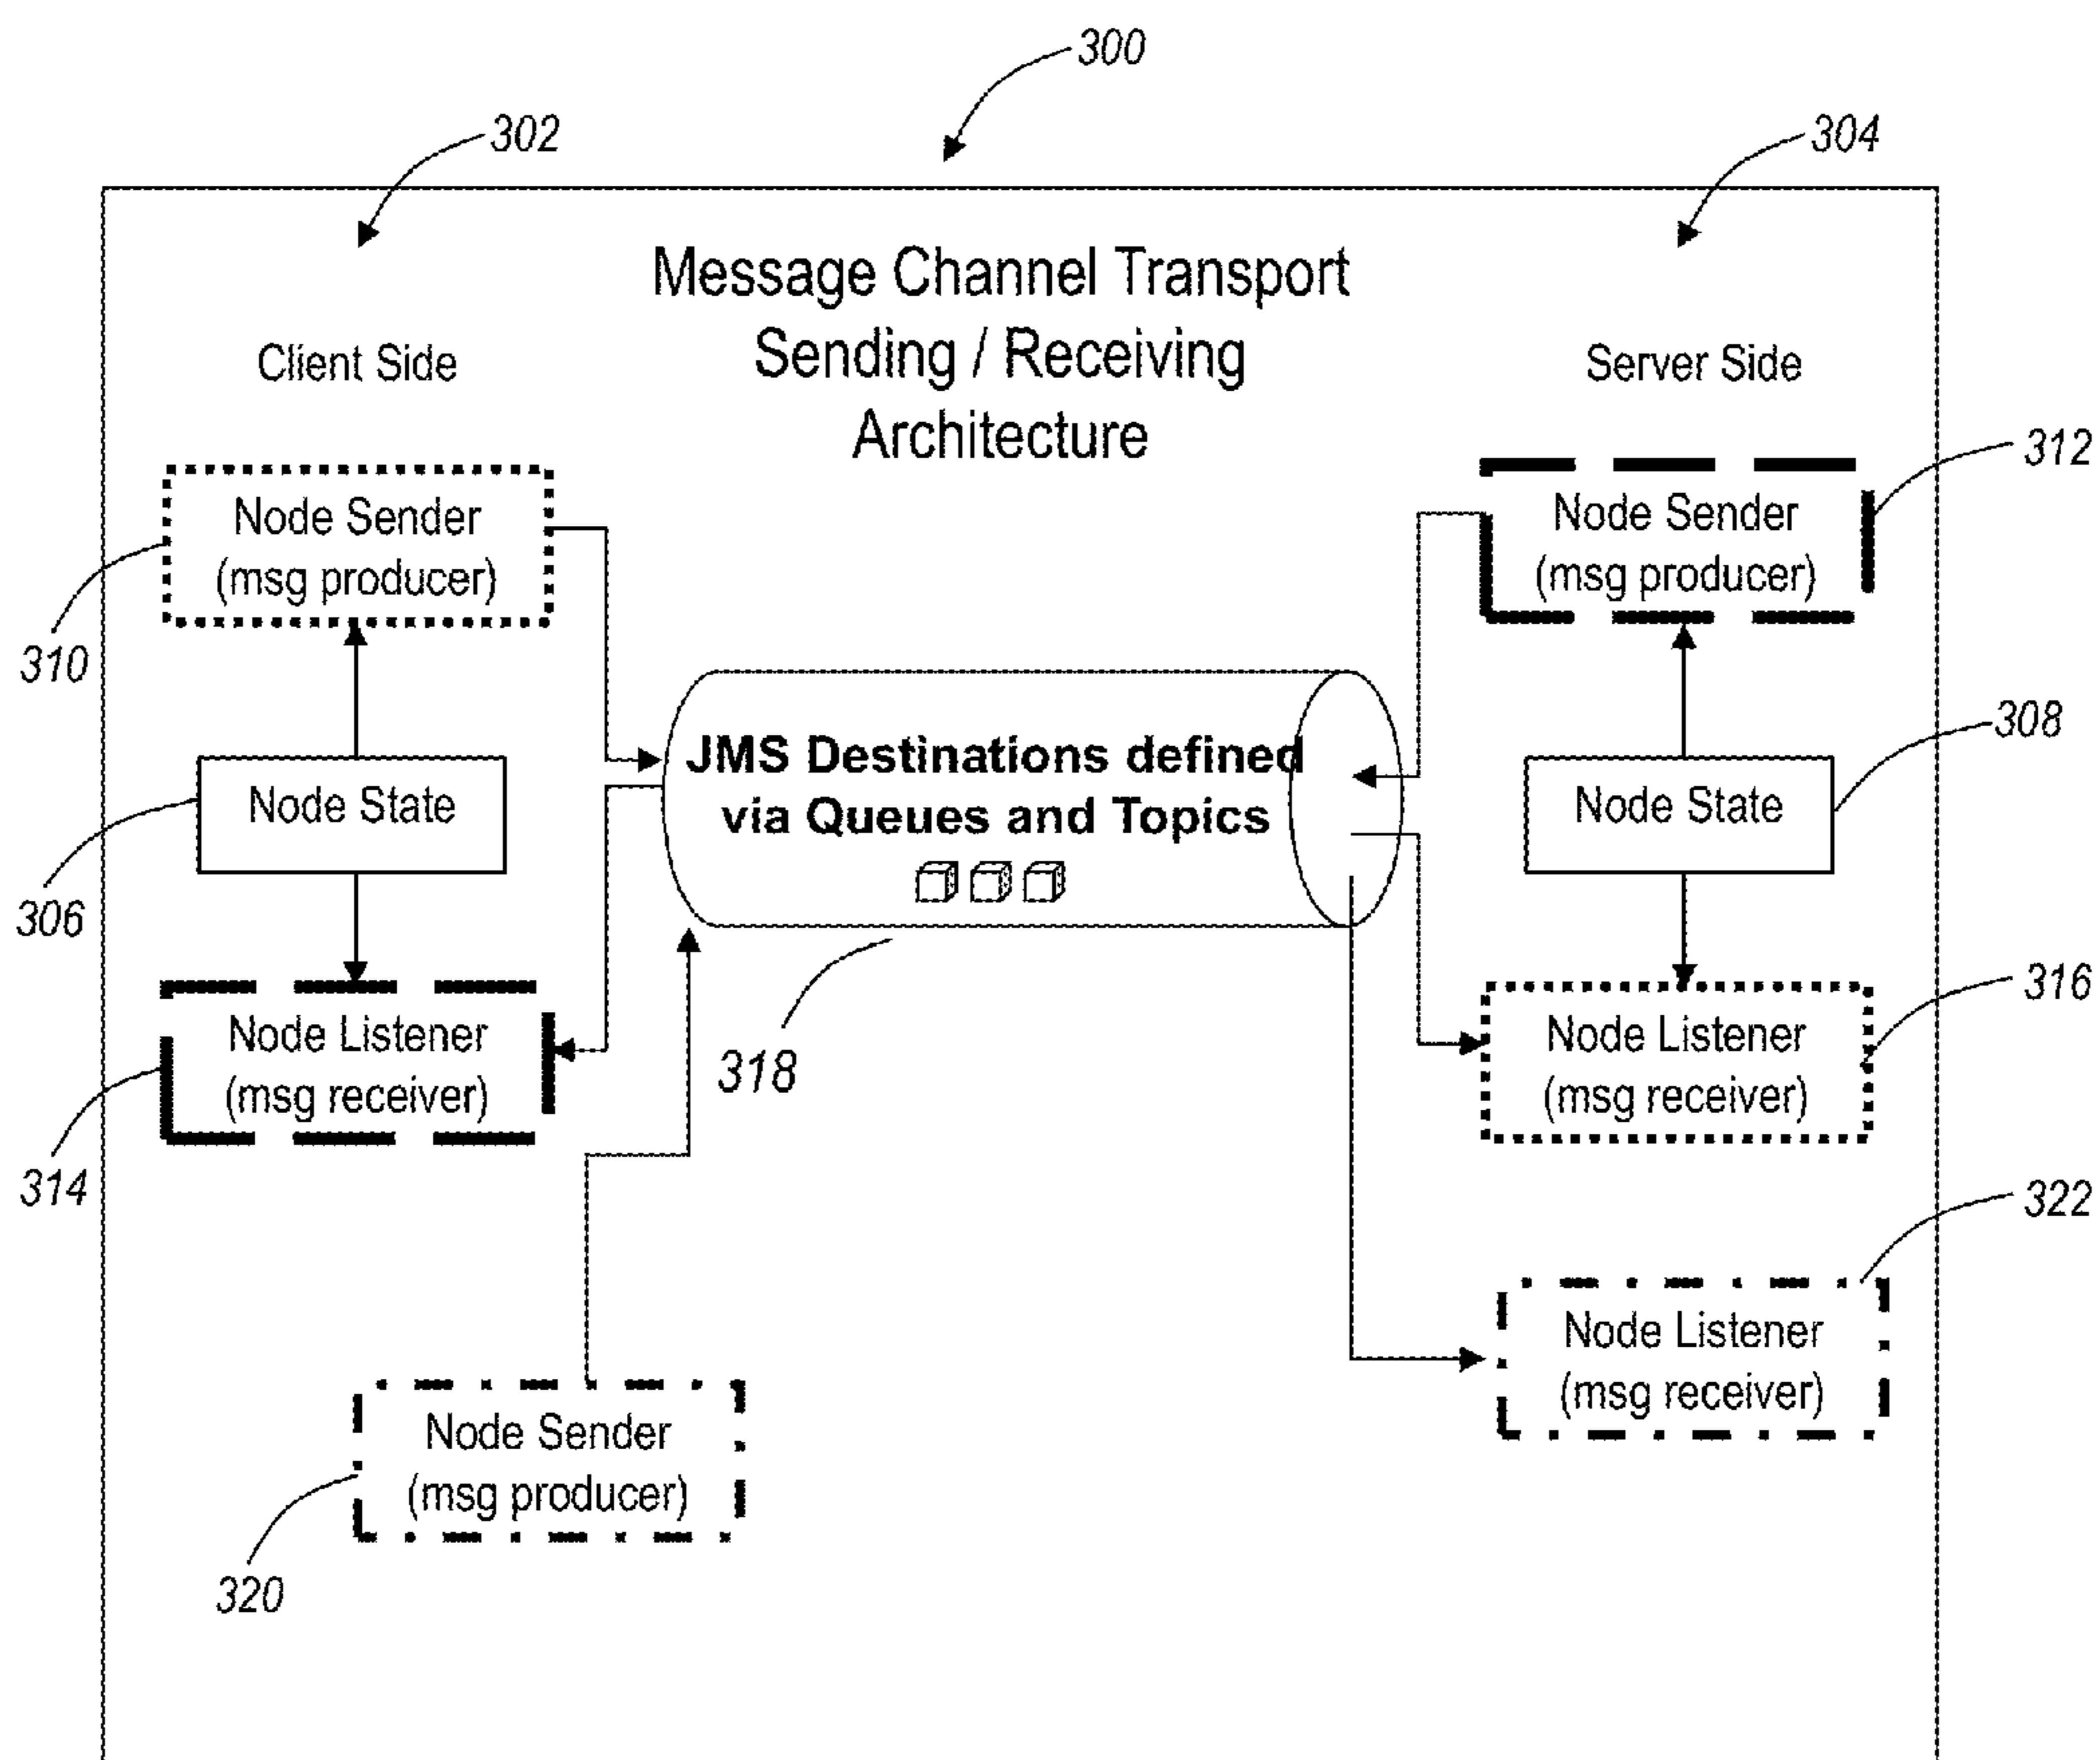 300
302
304
Message Channel Transport
Sending / Receiving
Architecture
Client Side
Server Side
312
Node Sender
(msg producer)
Node Sender
(msg producer)
310
308
JMS Destinations defined
via Queues and Topics
Node State
Node State
306
316
Node Listener
(msg receiver)
318
Node Listener
(msg receiver)
314
322
Node Listener
(msg receiver)
Node Sender
(msg producer)
320